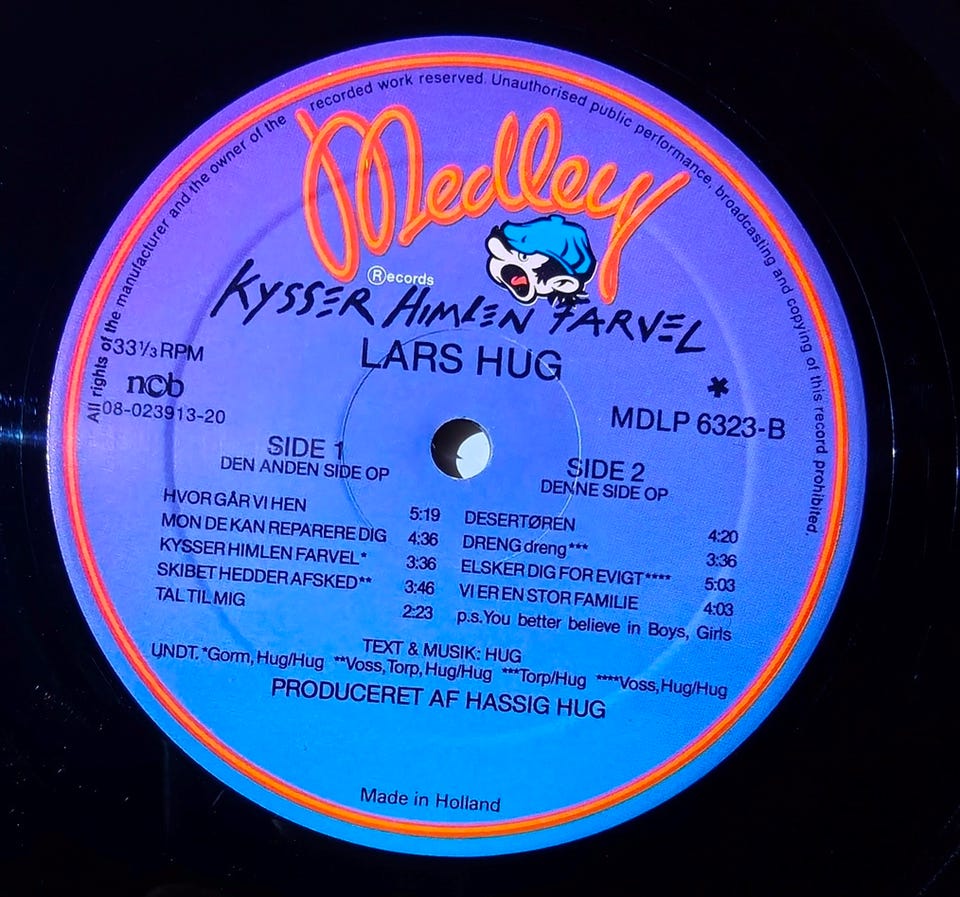 All rights of the manufacturer and the owner of the recorded work reserved. Unauthorised public performance, broadcasting and copying of this record prohibited.
Medley
Ⓡecords
KYSSER HIMLEN FARVEL
LARS HUG
33⅓ RPM
ncb
08-023913-20
*
MDLP 6323-B
SIDE 1
DEN ANDEN SIDE OP
HVOR GÅR VI HEN 5:19
MON DE KAN REPARERE DIG 4:36
KYSSER HIMLEN FARVEL* 3:36
SKIBET HEDDER AFSKED** 3:46
TAL TIL MIG 2:23
SIDE 2
DENNE SIDE OP
DESERTØREN 4:20
DRENG dreng*** 3:36
ELSKER DIG FOR EVIGT**** 5:03
VI ER EN STOR FAMILIE 4:03
p.s. You better believe in Boys, Girls
TEXT & MUSIK: HUG
UNDT. *Gorm, Hug/Hug **Voss, Torp, Hug/Hug ***Torp/Hug ****Voss, Hug/Hug
PRODUCERET AF HASSIG HUG
Made in Holland